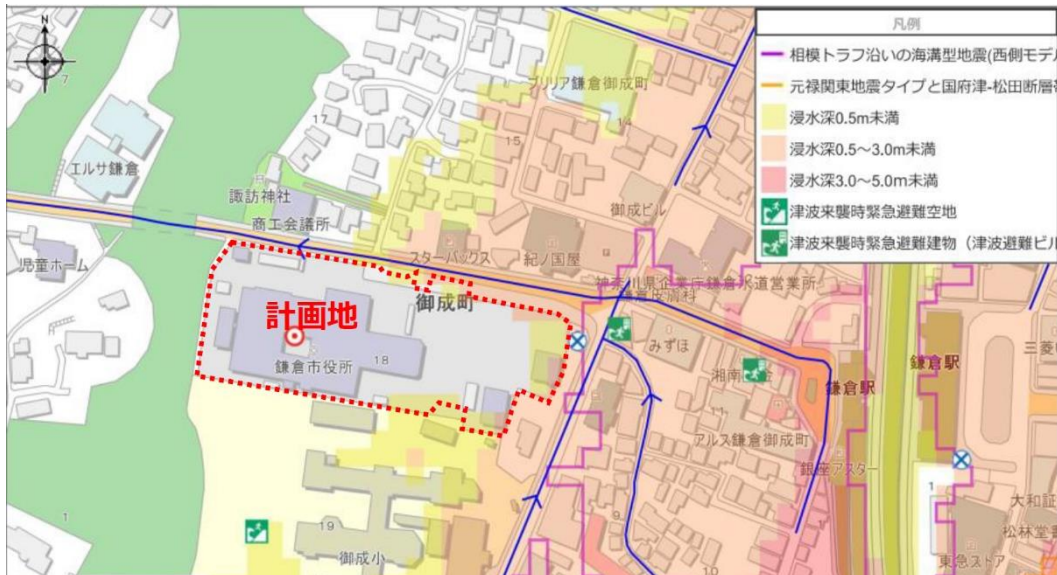 凡例
相模トラフ沿いの海溝型地震(西側モデ
元禄関東地震タイプと国府津-松田断層
浸水深0.5m未満
浸水深0.5～3.0m未満
浸水深3.0～5.0m未満
津波来襲時緊急避難空地
津波来襲時緊急避難建物（津波避難ビル
N
7
17
ブリリア鎌倉御成町
14
15
エルサ鎌倉
諏訪神社
商工会議所
御成ビル
児童ホーム
スターバックス
紀ノ国屋
神奈川県企業庁鎌倉水道営業所
御成町
計画地
鎌倉市役所
18
みずほ
湘南
鎌倉駅
鎌倉駅
三菱
アルス鎌倉御成町
銀座アスター
1
1
19
御成小
9
10
大和証
松林堂
東急ストア